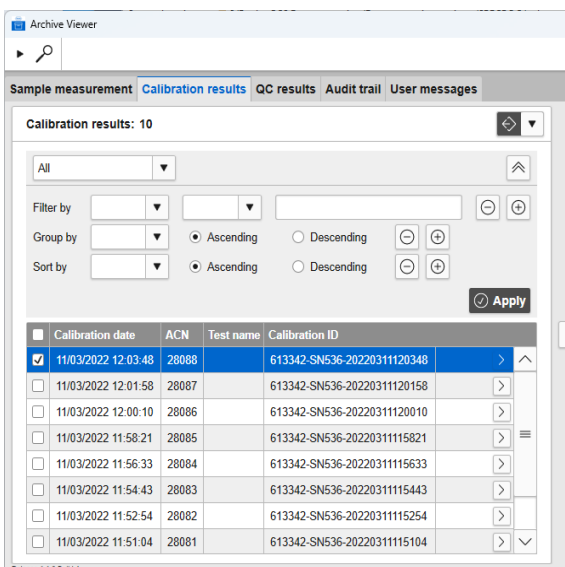 Archive Viewer
Sample measurement Calibration results QC results Audit trail User messages
Calibration results: 10
All
Filter by
Group by Ascending Descending
Sort by Ascending Descending
Apply
Calibration date ACN Test name Calibration ID
11/03/2022 12:03:48 28088 613342-SN536-20220311120348
11/03/2022 12:01:58 28087 613342-SN536-20220311120158
11/03/2022 12:00:10 28086 613342-SN536-20220311120010
11/03/2022 11:58:21 28085 613342-SN536-20220311115821
11/03/2022 11:56:33 28084 613342-SN536-20220311115633
11/03/2022 11:54:43 28083 613342-SN536-20220311115443
11/03/2022 11:52:54 28082 613342-SN536-20220311115254
11/03/2022 11:51:04 28081 613342-SN536-20220311115104